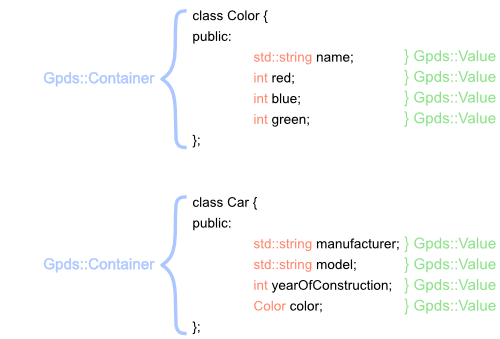 class Color {
public:
std::string name; } Gpds::Value
Gpds::Container int red; } Gpds::Value
int blue; } Gpds::Value
int green; } Gpds::Value
};
class Car {
public:
std::string manufacturer; } Gpds::Value
Gpds::Container std::string model; } Gpds::Value
int yearOfConstruction; } Gpds::Value
Color color; } Gpds::Value
};